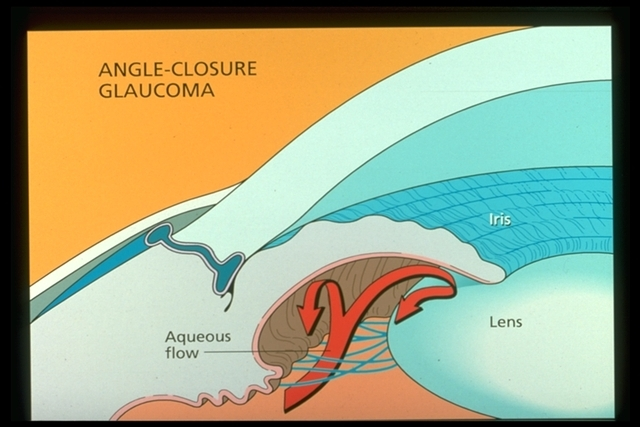 ANGLE-CLOSURE
GLAUCOMA
Iris
Lens
Aqueous
flow